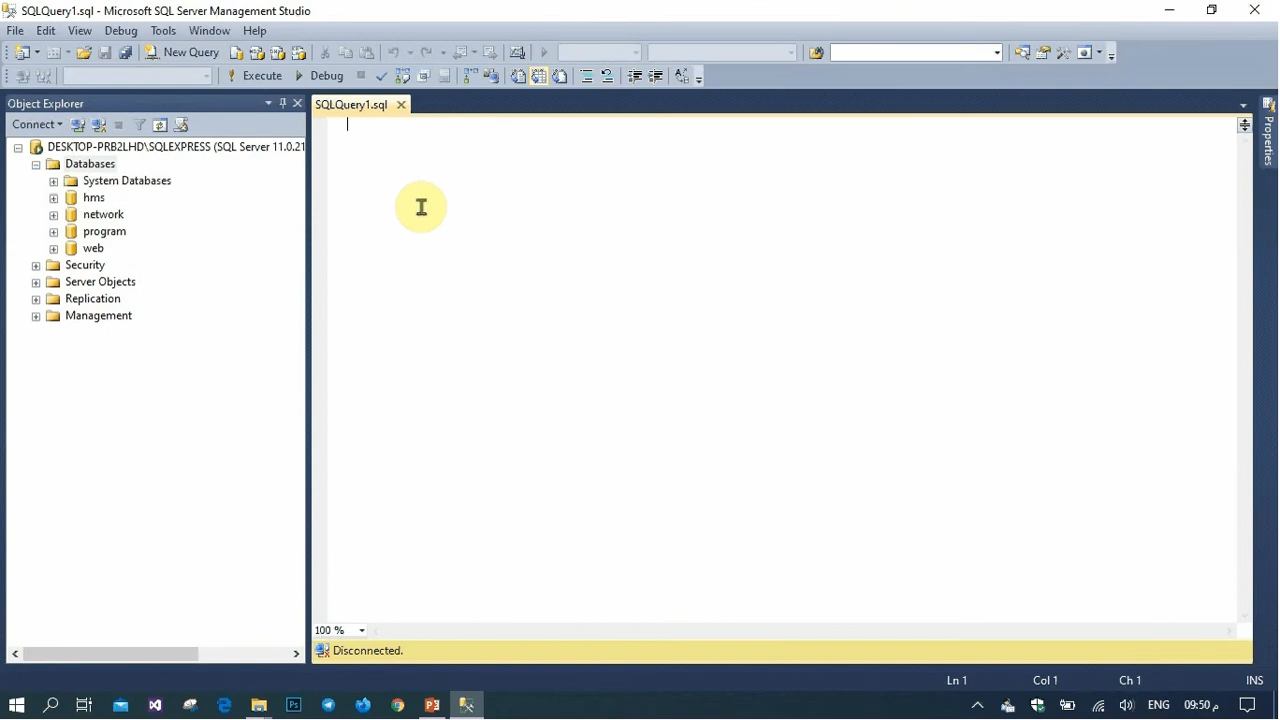 SQLQuery1.sql - Microsoft SQL Server Management Studio
File Edit View Debug Tools Window Help
New Query
Execute Debug
Object Explorer
SQLQuery1.sql
Connect
DESKTOP-PRB2LHD\SQLEXPRESS (SQL Server 11.0.21
Databases
System Databases
hms
network
program
web
Security
Server Objects
Replication
Management
Properties
100 %
Disconnected.
Ln 1 Col 1 Ch 1 INS
Ps
ENG 09:50 م